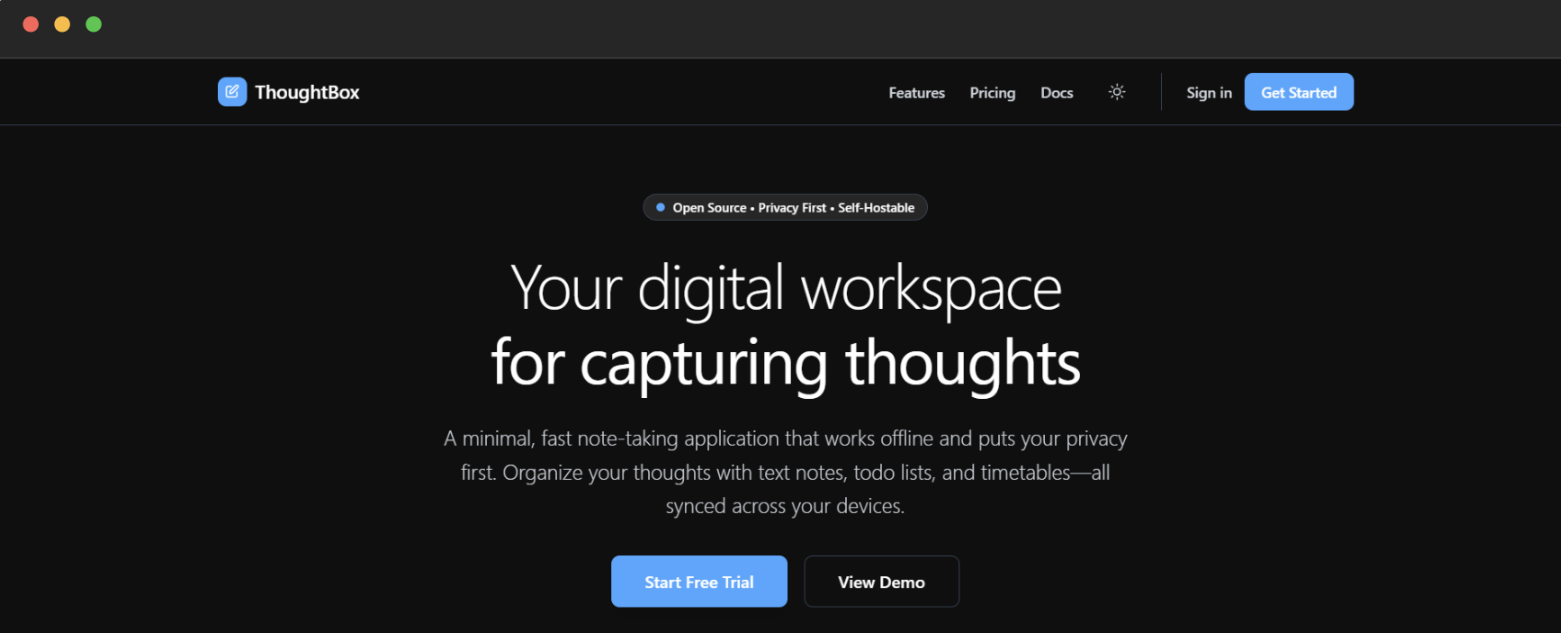 ThoughtBox
Features
Pricing
Docs
Sign in
Get Started
Open Source • Privacy First • Self-Hostable
Your digital workspace
for capturing thoughts
A minimal, fast note-taking application that works offline and puts your privacy
first. Organize your thoughts with text notes, todo lists, and timetables—all
synced across your devices.
Start Free Trial
View Demo